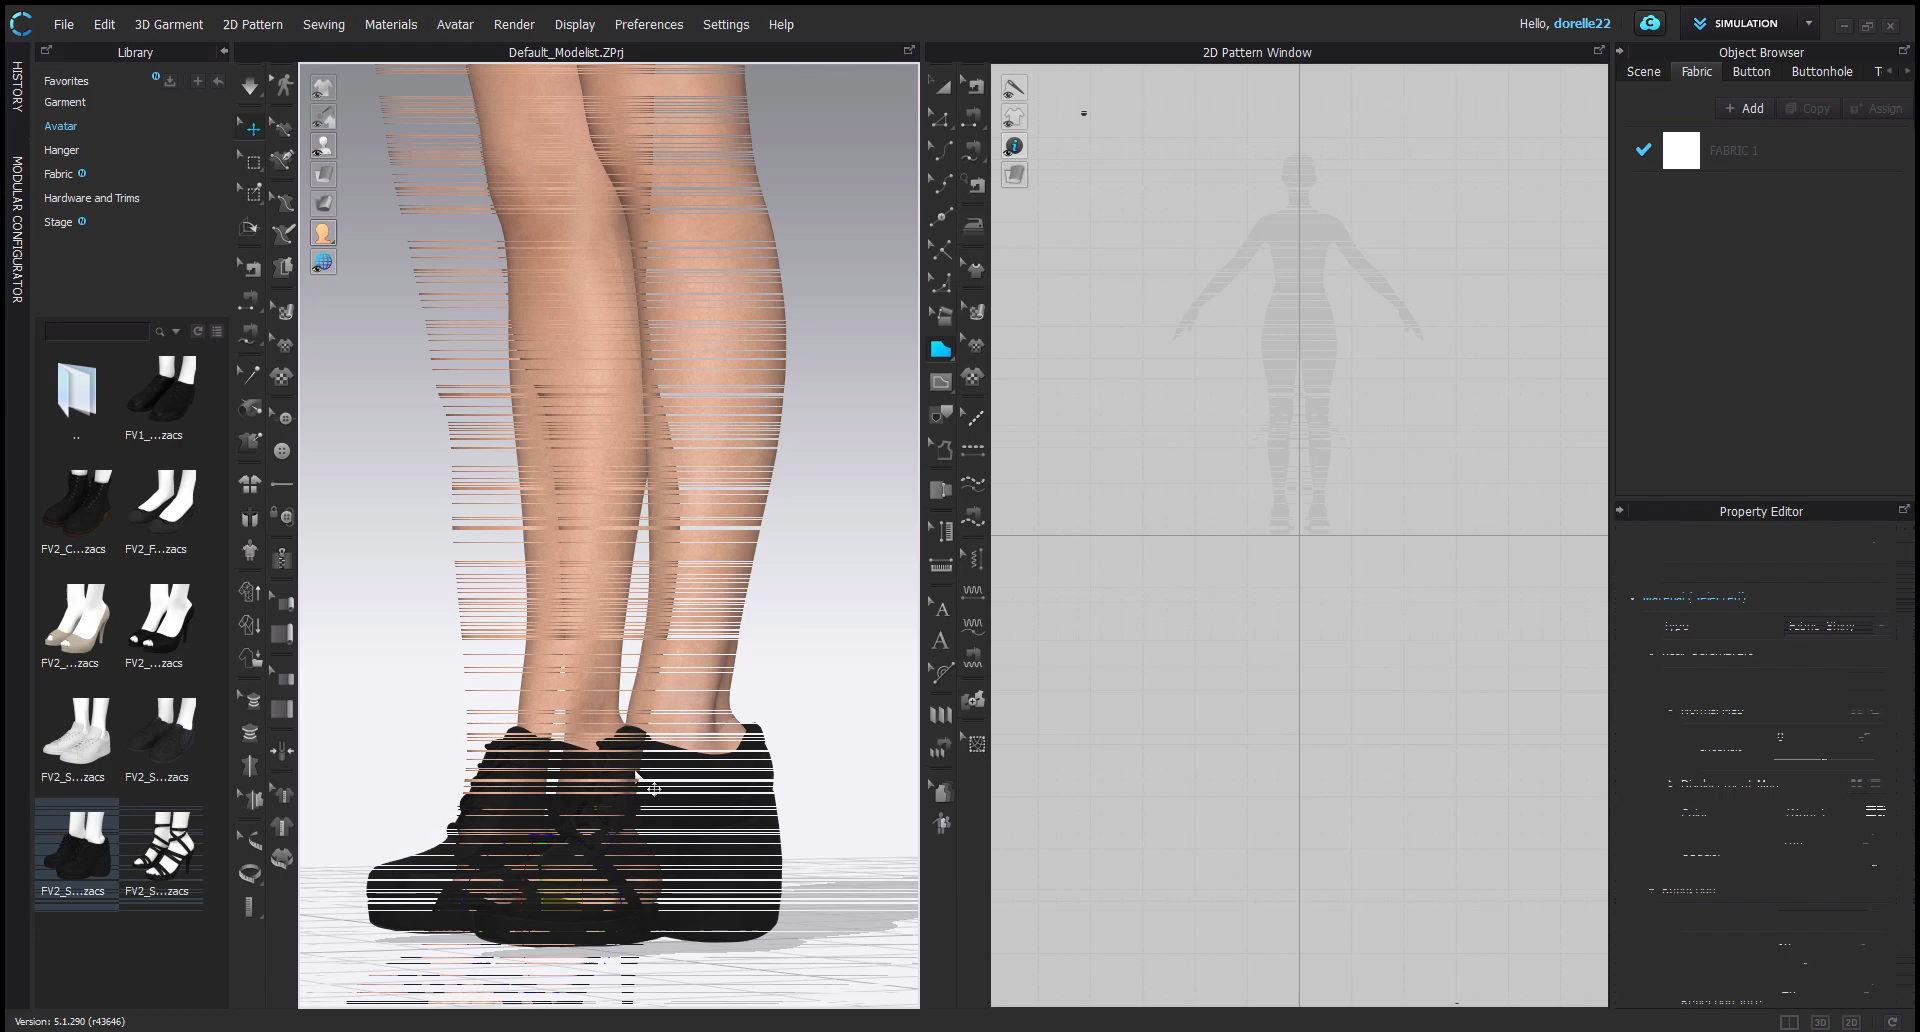 File Edit 3D Garment 2D Pattern Sewing Materials Avatar Render Display Preferences Settings Help
Hello, dorelle22
SIMULATION
HISTORY
MODULAR CONFIGURATOR
Library
Default_Modelist.ZPrj
2D Pattern Window
Object Browser
Favorites
Garment
Avatar
Hanger
Fabric
Hardware and Trims
Stage
Scene Fabric Button Buttonhole T
+ Add Copy Assign
FABRIC 1
..
FV1_...zacs
FV2_C...zacs
FV2_F...zacs
FV2_...zacs
FV2_...zacs
FV2_S...zacs
FV2_S...zacs
FV2_S...zacs
FV2_S...zacs
Property Editor
Type
Version: 5.1.290 (r43646)
3D
2D